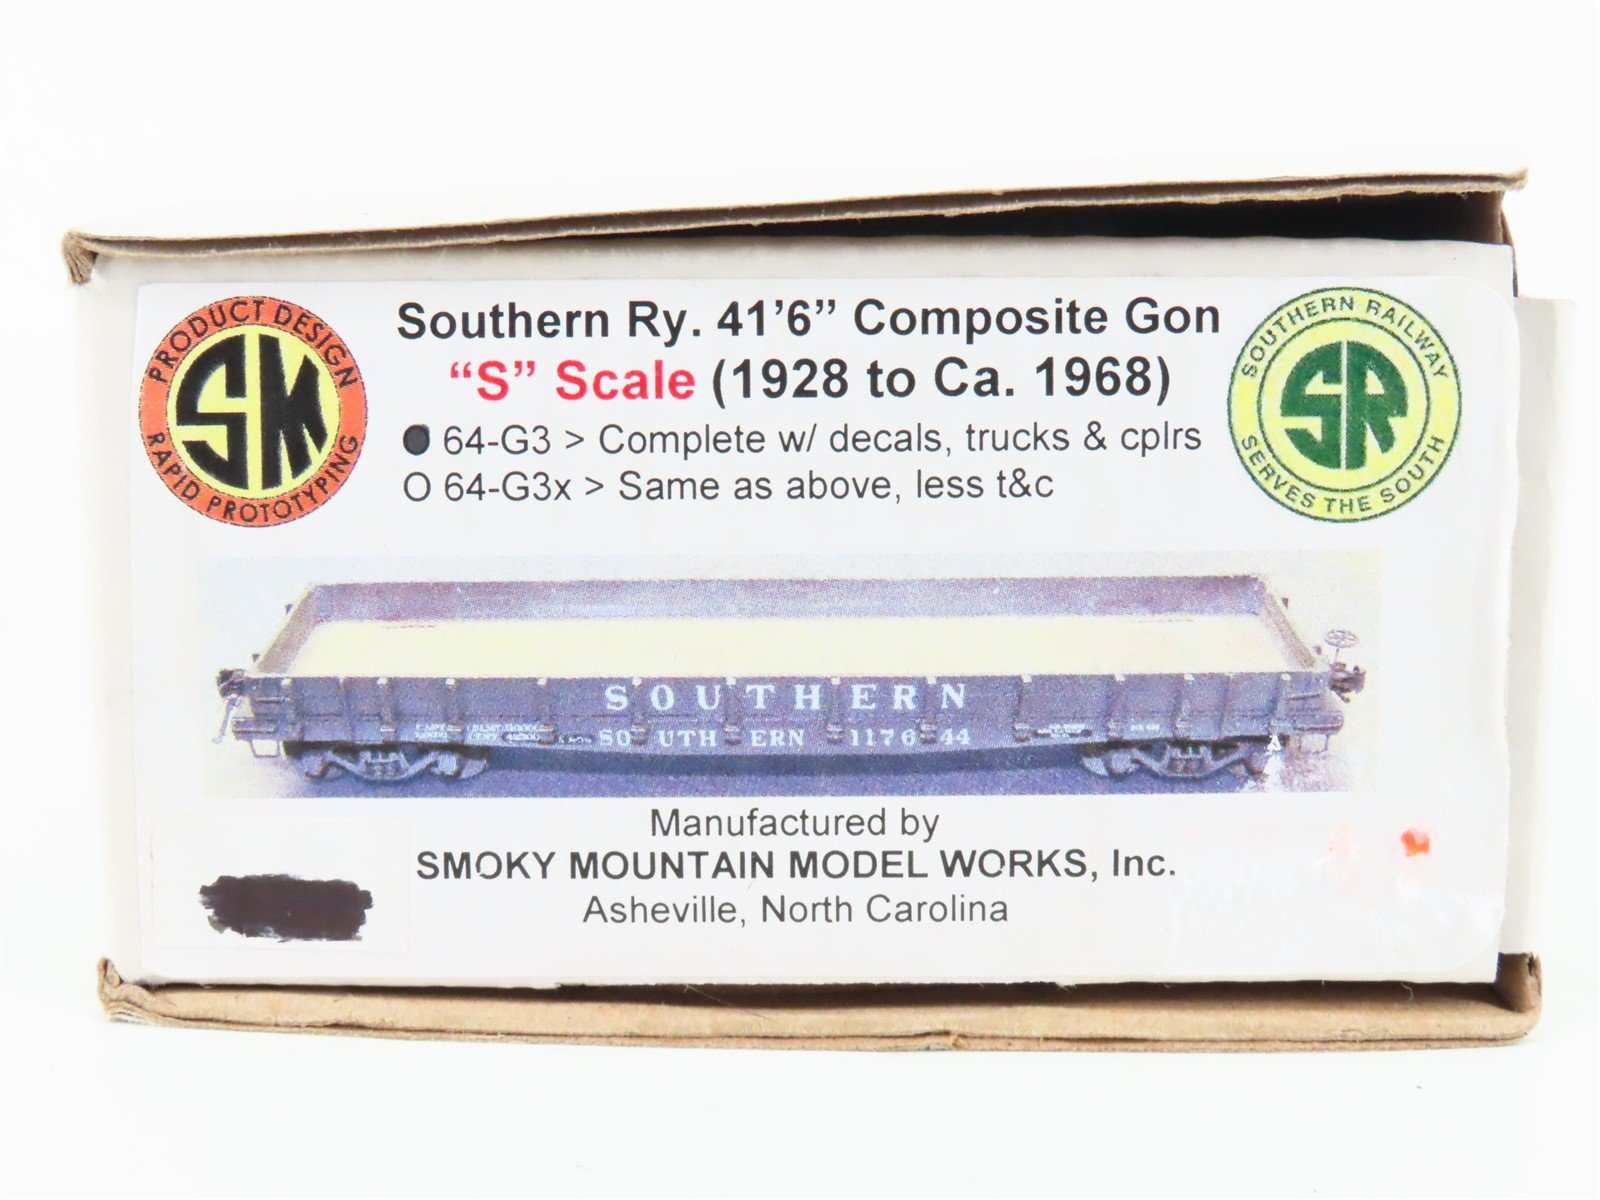 PRODUCT DESIGN
SM
RAPID PROTOTYPING
Southern Ry. 41’6” Composite Gon
“S” Scale (1928 to Ca. 1968)
64-G3 > Complete w/ decals, trucks & cplrs
O 64-G3x > Same as above, less t&c
SOUTHERN RAILWAY
SR
SERVES THE SOUTH
SOUTHERN
SOUTHERN 117644
Manufactured by
SMOKY MOUNTAIN MODEL WORKS, Inc.
Asheville, North Carolina